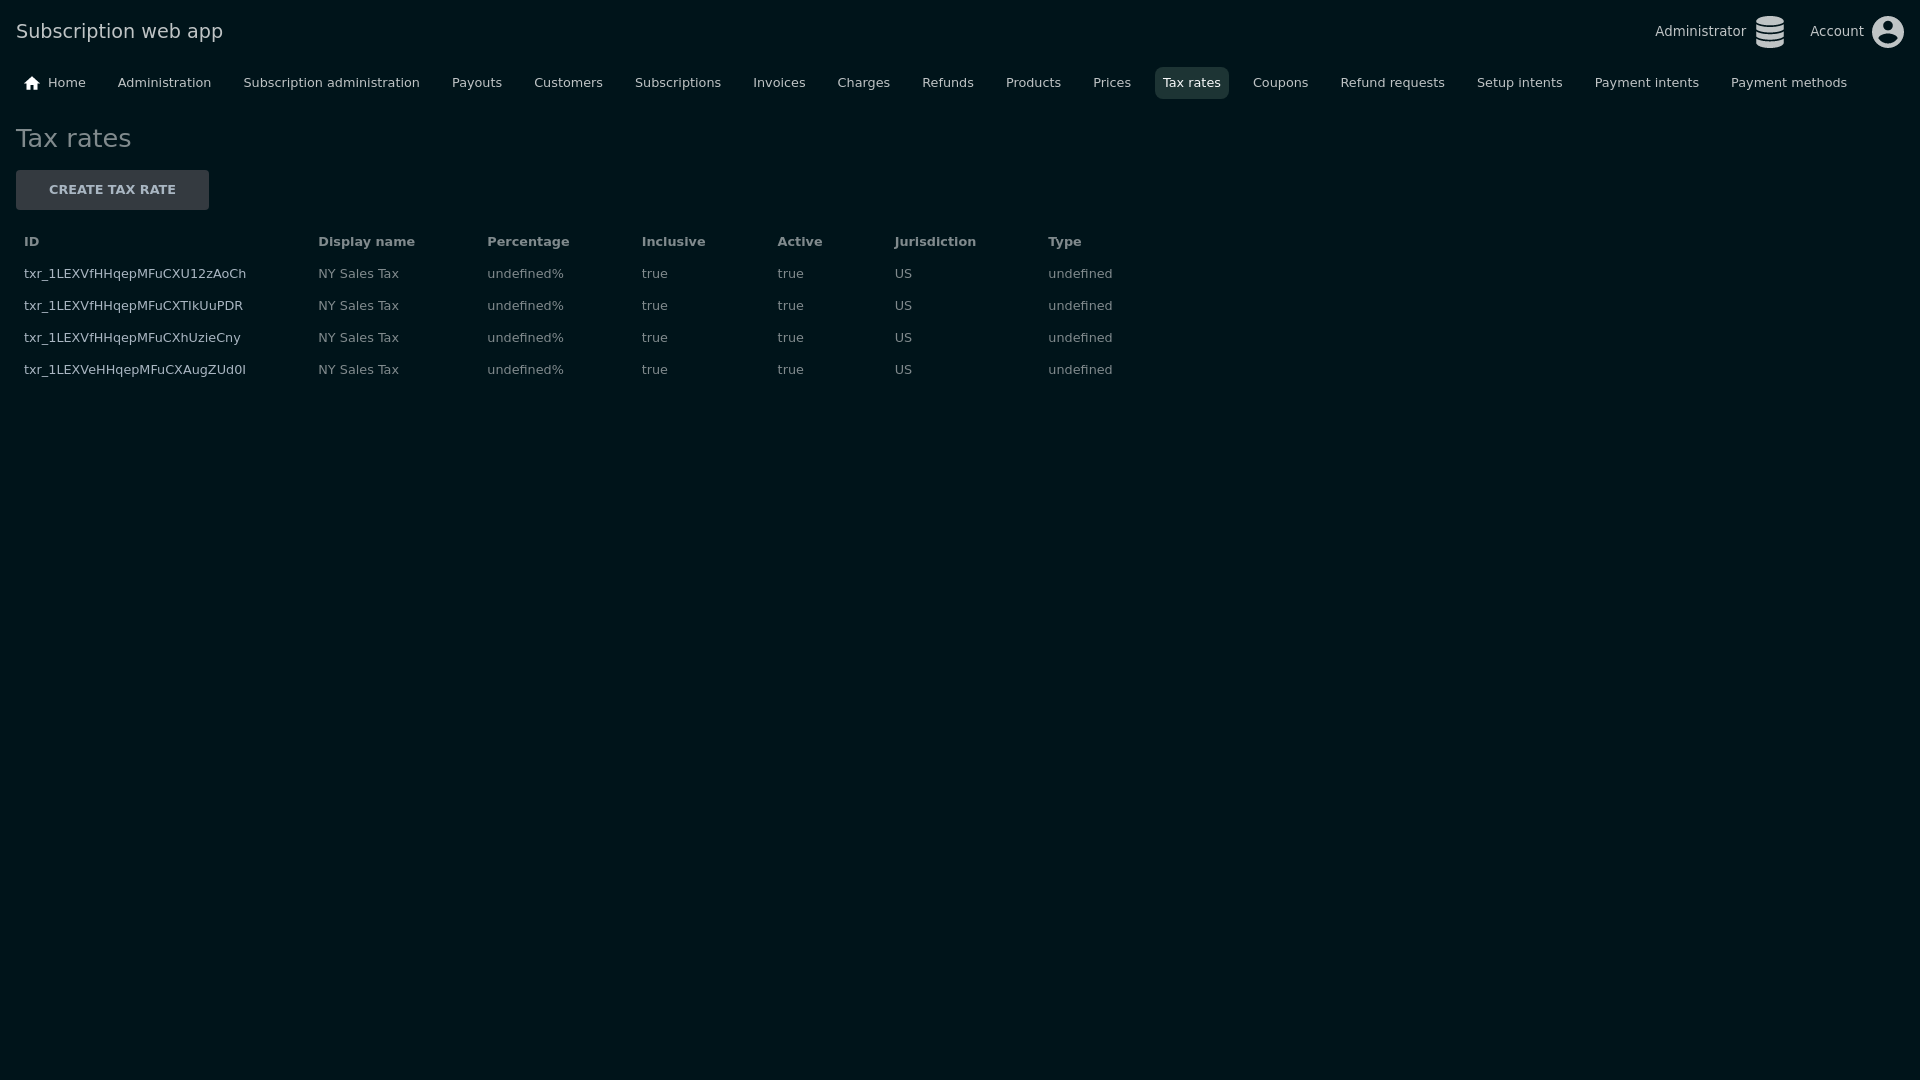 Subscription web app
Administrator Account
Home Administration Subscription administration Payouts Customers Subscriptions Invoices Charges Refunds Products Prices Tax rates Coupons Refund requests Setup intents Payment intents Payment methods
Tax rates
CREATE TAX RATE
ID Display name Percentage Inclusive Active Jurisdiction Type
txr_1LEXVfHHqepMFuCXU12zAoCh NY Sales Tax undefined% true true US undefined
txr_1LEXVfHHqepMFuCXTIkUuPDR NY Sales Tax undefined% true true US undefined
txr_1LEXVfHHqepMFuCXhUzieCny NY Sales Tax undefined% true true US undefined
txr_1LEXVeHHqepMFuCXAugZUd0I NY Sales Tax undefined% true true US undefined